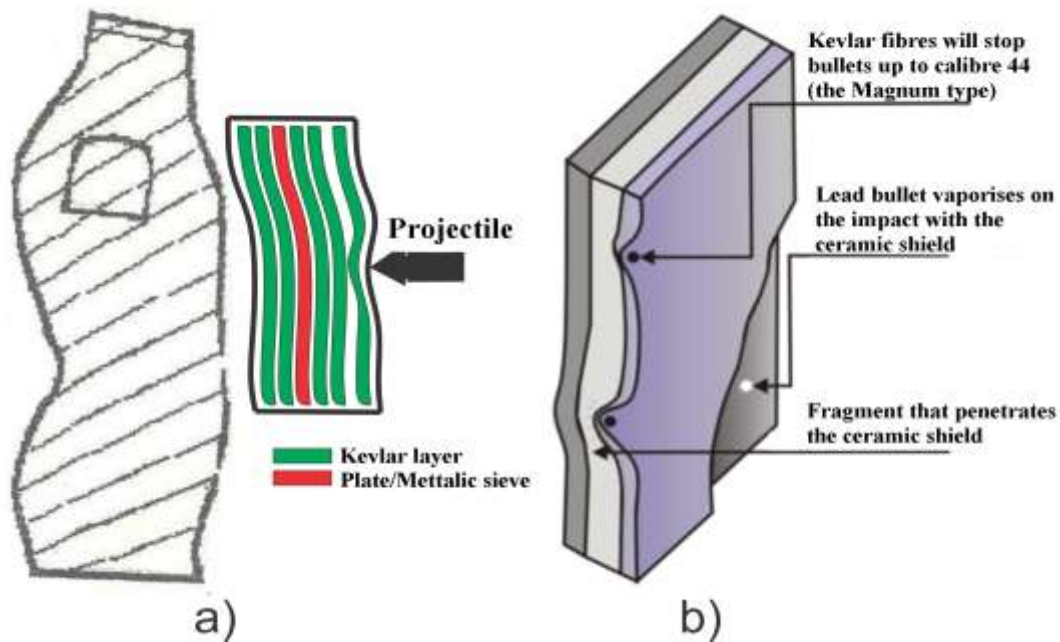 Kevlar fibres will stop
bullets up to calibre 44
(the Magnum type)
Projectile
Lead bullet vaporises on
the impact with the
ceramic shield
Fragment that penetrates
the ceramic shield
Kevlar layer
Plate/Mettalic sieve
a)
b)